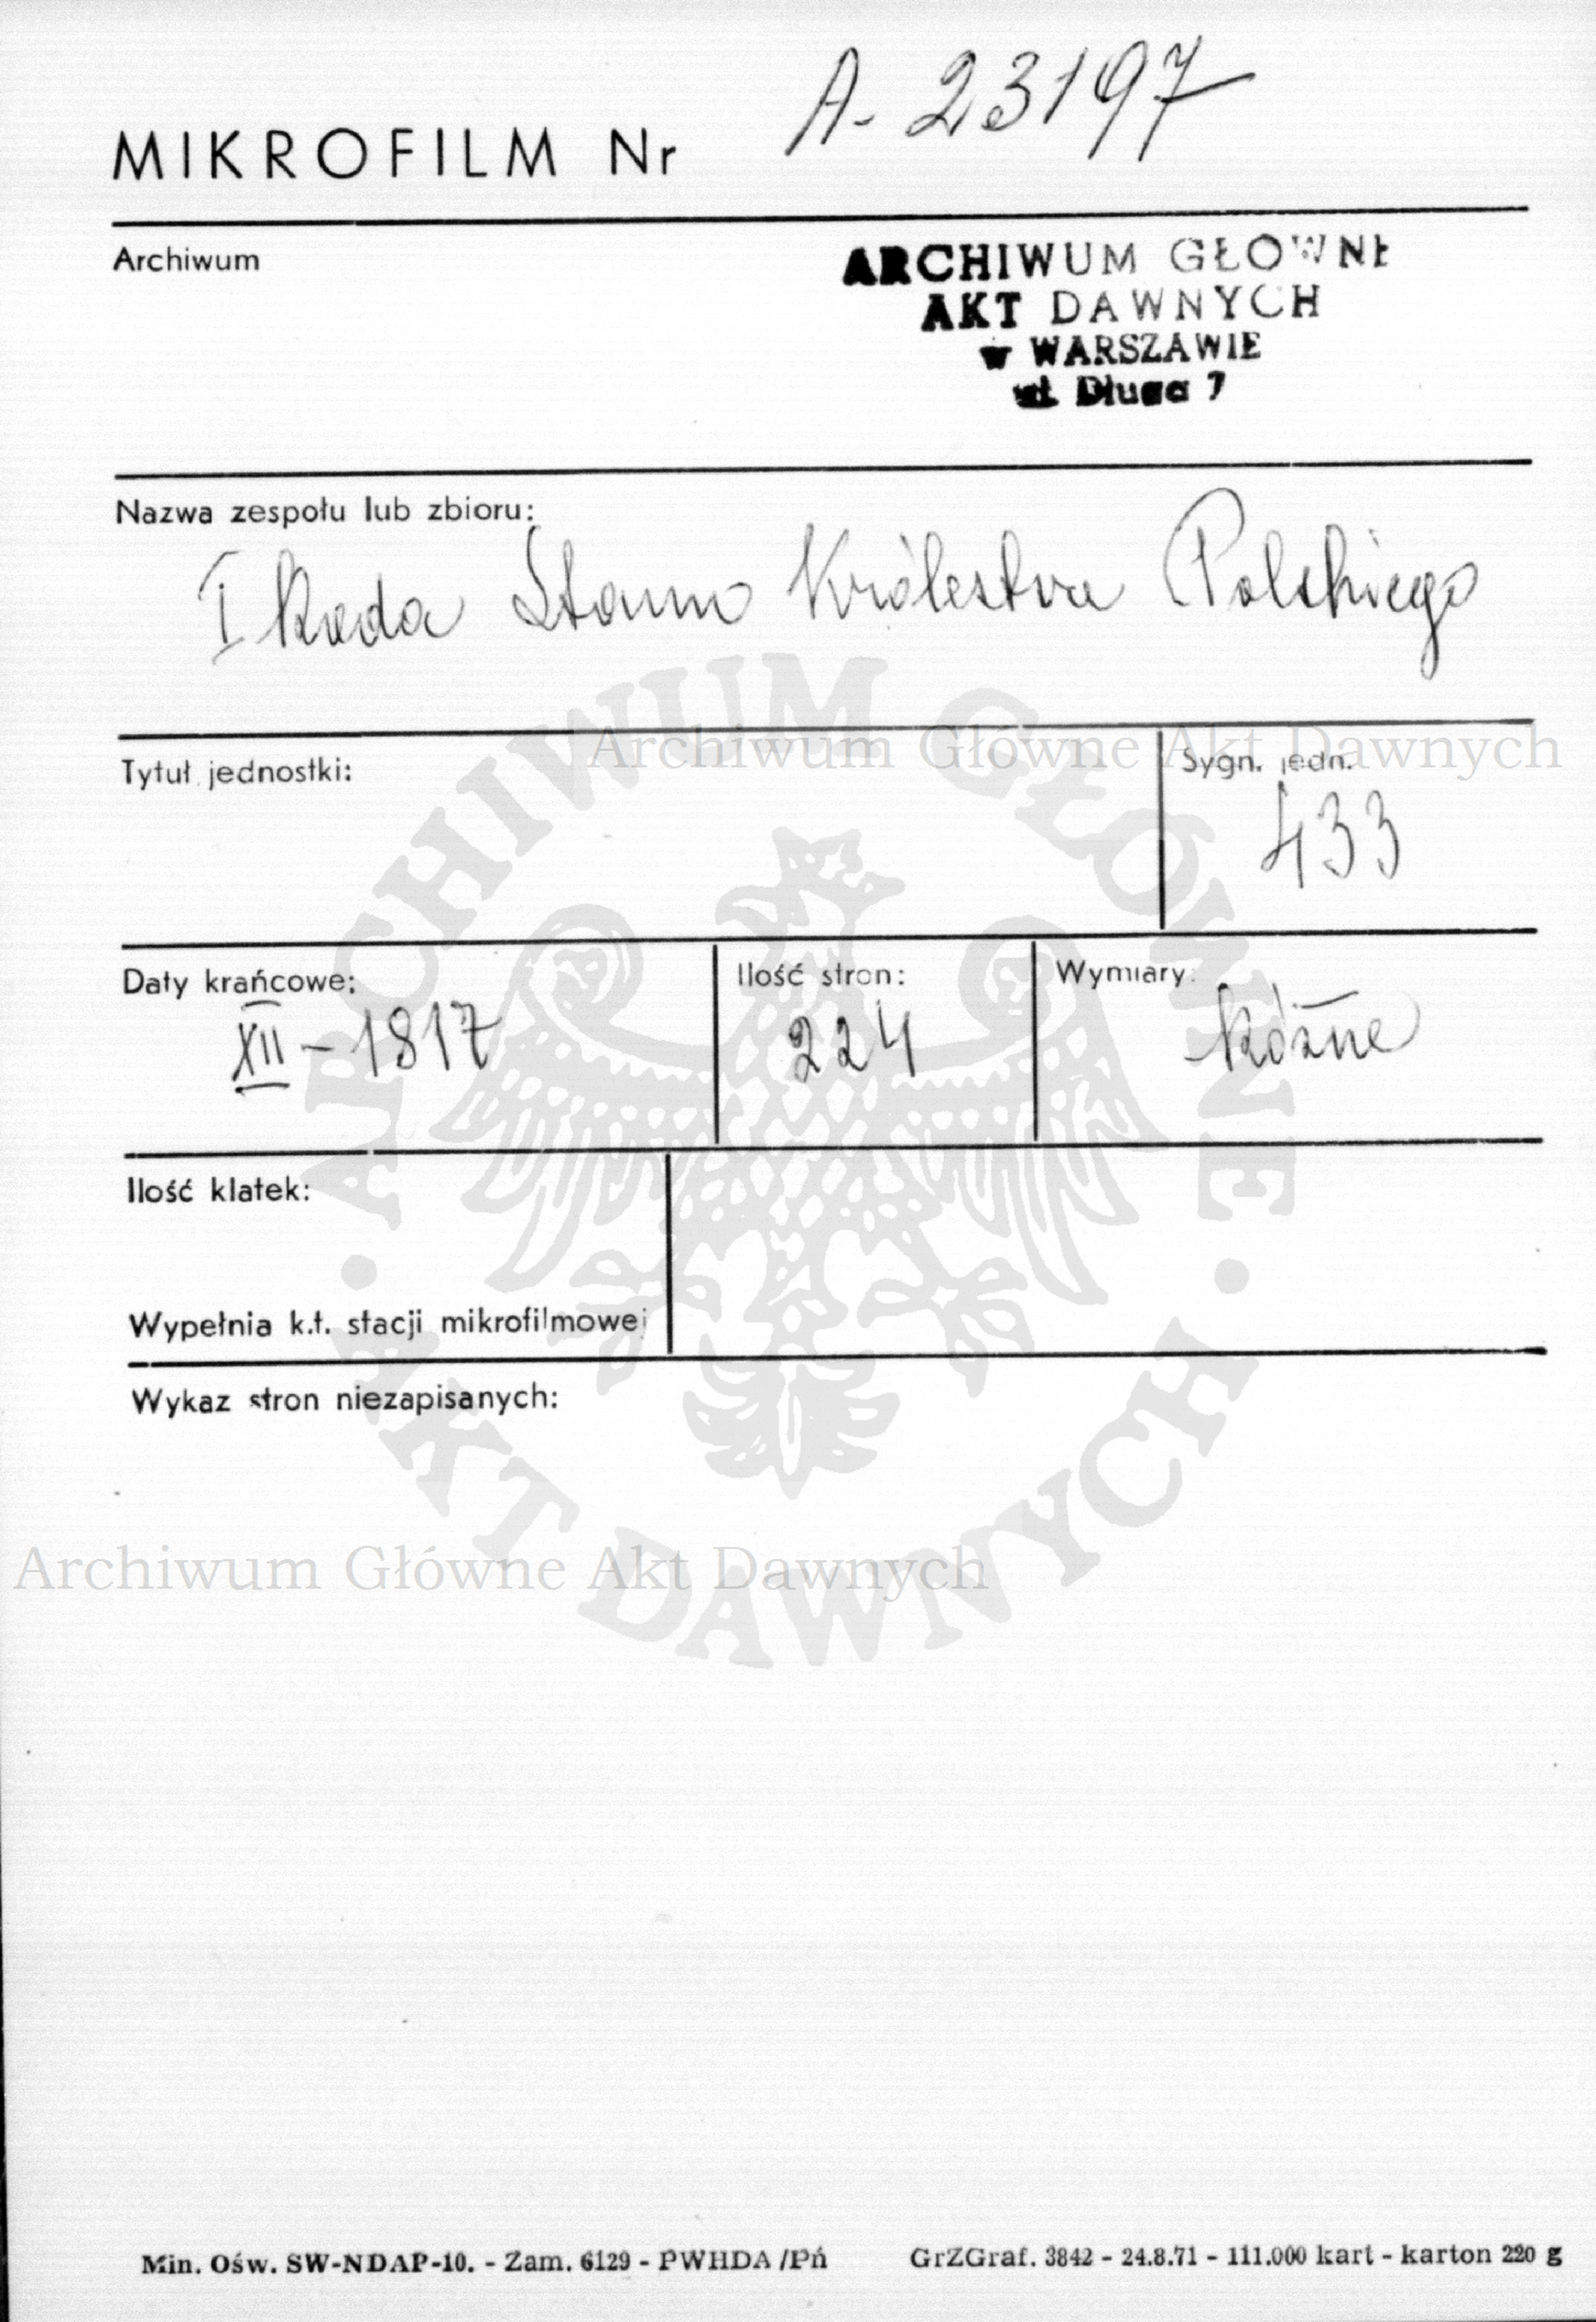 A-23197
MIKROFILM Nr
Archiwum
ARCHIWUM GŁOWNE
AKT DAWNYCH
w WARSZAWIE
ul. Długa 7
Nazwa zespołu lub zbioru:
I Rada Stanu Królestwa Polskiego
Archiwum Główne Akt Dawnych
Tytuł jednostki:
Sygn. jedn.
433
Daty krańcowe:
XII - 1817
Ilość stron:
224
Wymiary:
Różne
Ilość klatek:
Wypełnia k.t. stacji mikrofilmowej
Wykaz stron niezapisanych:
Archiwum Główne Akt Dawnych
ARCHIWUM GŁÓWNE
AKT DAWNYCH
Min. Ośw. SW-NDAP-10. - Zam. 6129 - PWHDA/Pń GrZGraf. 3842 - 24.8.71 - 111.000 kart - karton 220 g